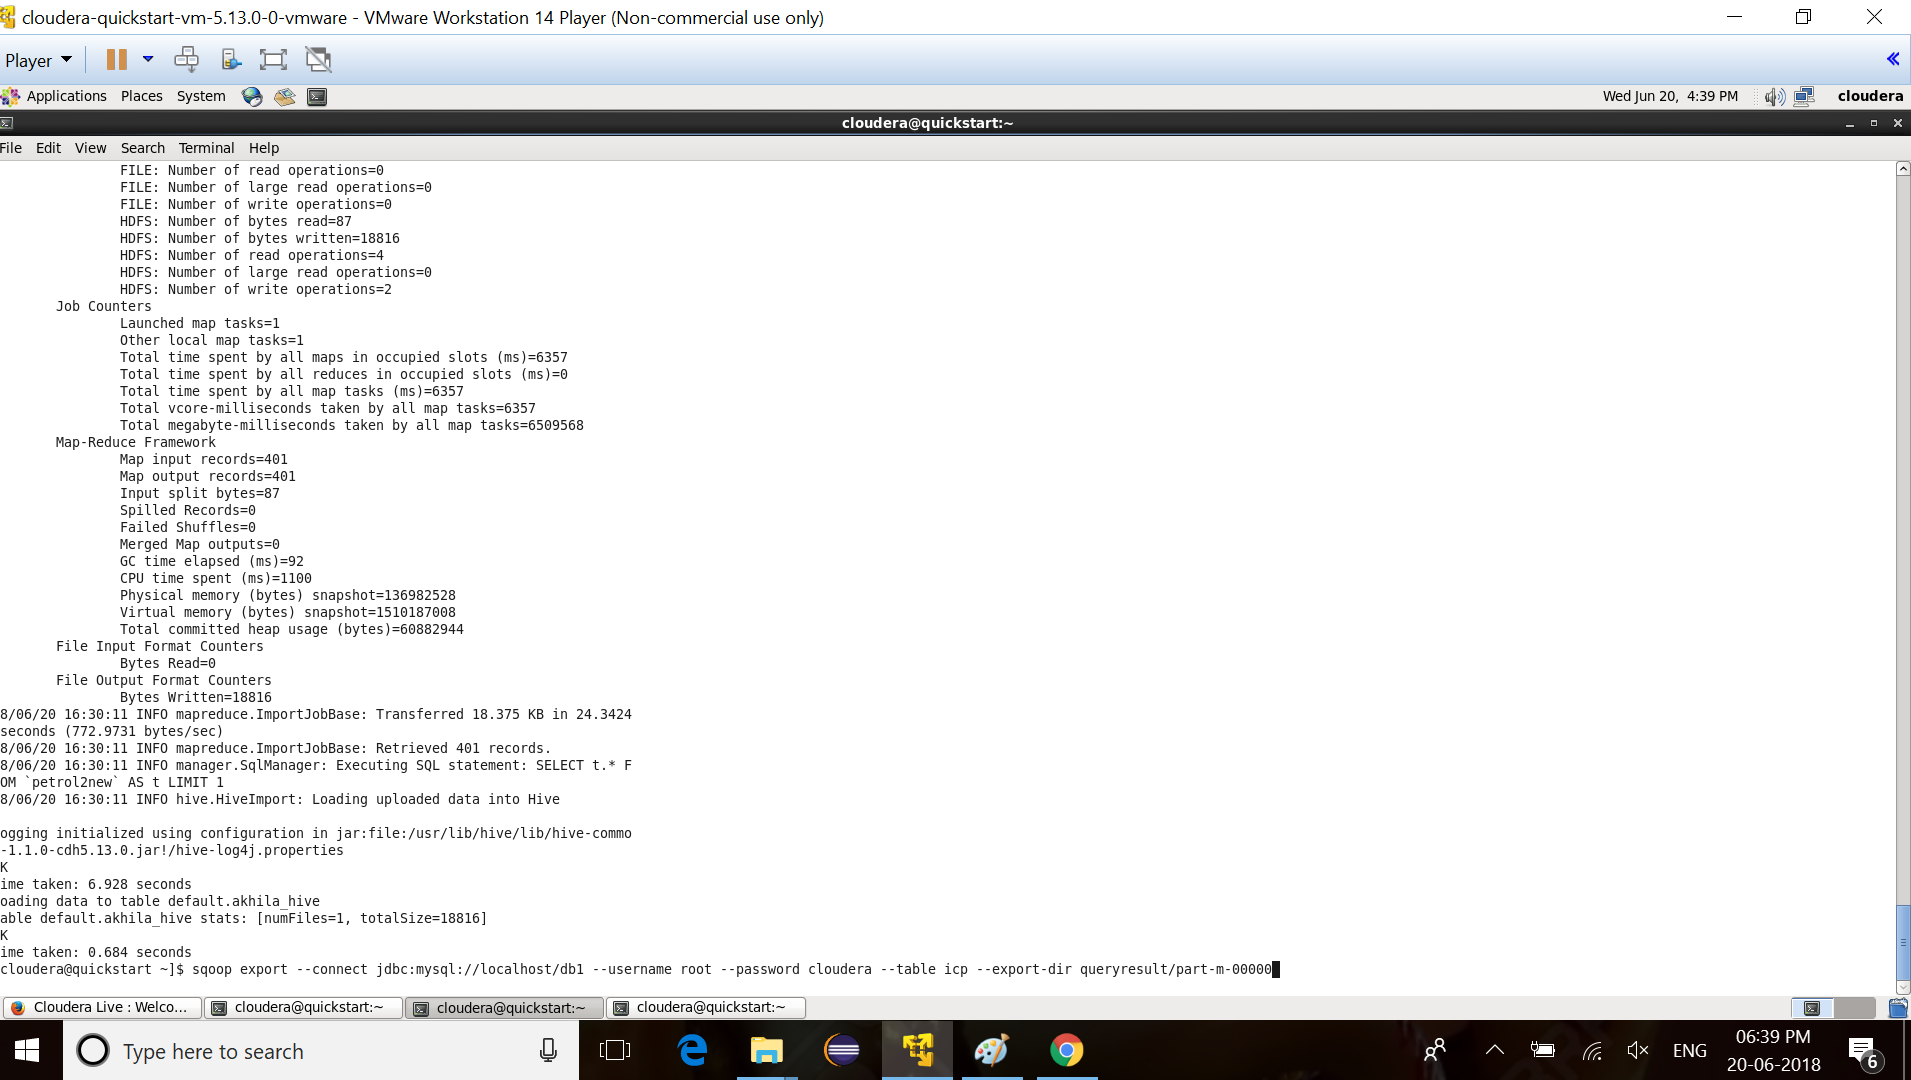 cloudera-quickstart-vm-5.13.0-0-vmware - VMware Workstation 14 Player (Non-commercial use only)
Player
Applications Places System Wed Jun 20, 4:39 PM cloudera
cloudera@quickstart:~
File Edit View Search Terminal Help
FILE: Number of read operations=0
FILE: Number of large read operations=0
FILE: Number of write operations=0
HDFS: Number of bytes read=87
HDFS: Number of bytes written=18816
HDFS: Number of read operations=4
HDFS: Number of large read operations=0
HDFS: Number of write operations=2
Job Counters
Launched map tasks=1
Other local map tasks=1
Total time spent by all maps in occupied slots (ms)=6357
Total time spent by all reduces in occupied slots (ms)=0
Total time spent by all map tasks (ms)=6357
Total vcore-milliseconds taken by all map tasks=6357
Total megabyte-milliseconds taken by all map tasks=6509568
Map-Reduce Framework
Map input records=401
Map output records=401
Input split bytes=87
Spilled Records=0
Failed Shuffles=0
Merged Map outputs=0
GC time elapsed (ms)=92
CPU time spent (ms)=1100
Physical memory (bytes) snapshot=136982528
Virtual memory (bytes) snapshot=1510187008
Total committed heap usage (bytes)=60882944
File Input Format Counters
Bytes Read=0
File Output Format Counters
Bytes Written=18816
8/06/20 16:30:11 INFO mapreduce.ImportJobBase: Transferred 18.375 KB in 24.3424
seconds (772.9731 bytes/sec)
8/06/20 16:30:11 INFO mapreduce.ImportJobBase: Retrieved 401 records.
8/06/20 16:30:11 INFO manager.SqlManager: Executing SQL statement: SELECT t.* F
OM `petrol2new` AS t LIMIT 1
8/06/20 16:30:11 INFO hive.HiveImport: Loading uploaded data into Hive
ogging initialized using configuration in jar:file:/usr/lib/hive/lib/hive-commo
-1.1.0-cdh5.13.0.jar!/hive-log4j.properties
K
ime taken: 6.928 seconds
oading data to table default.akhila_hive
able default.akhila_hive stats: [numFiles=1, totalSize=18816]
K
ime taken: 0.684 seconds
cloudera@quickstart ~]$ sqoop export --connect jdbc:mysql://localhost/db1 --username root --password cloudera --table icp --export-dir queryresult/part-m-00000
Cloudera Live : Welco... cloudera@quickstart:~ cloudera@quickstart:~ cloudera@quickstart:~
Type here to search ENG 06:39 PM
20-06-2018 6